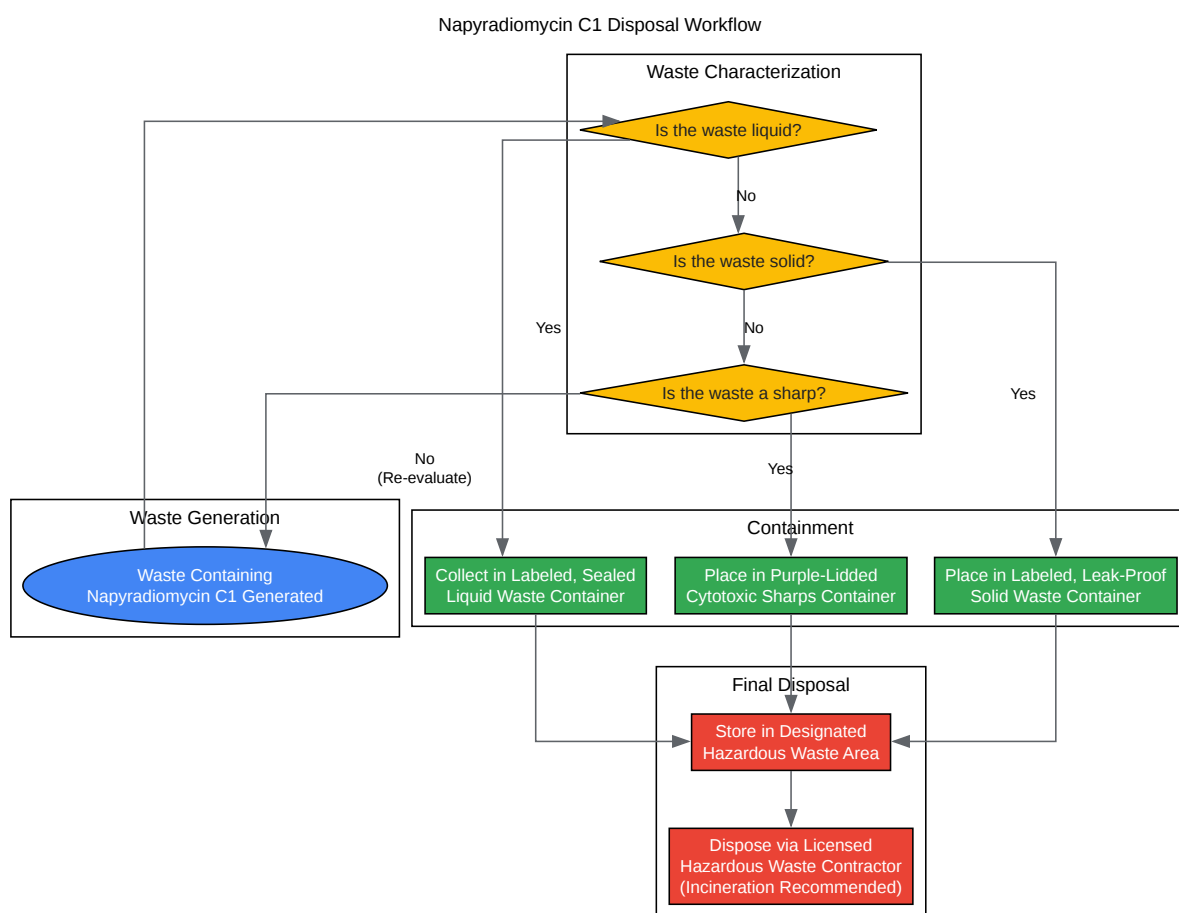 Napyradiomycin C1 Disposal Workflow
Waste Characterization
Is the waste liquid?
No
Is the waste solid?
Yes
No
Is the waste a sharp?
Yes
No
(Re-evaluate)
Yes
Waste Generation
Waste Containing
Napyradiomycin C1 Generated
Containment
Collect in Labeled, Sealed
Liquid Waste Container
Place in Purple-Lidded
Cytotoxic Sharps Container
Place in Labeled, Leak-Proof
Solid Waste Container
Final Disposal
Store in Designated
Hazardous Waste Area
Dispose via Licensed
Hazardous Waste Contractor
(Incineration Recommended)